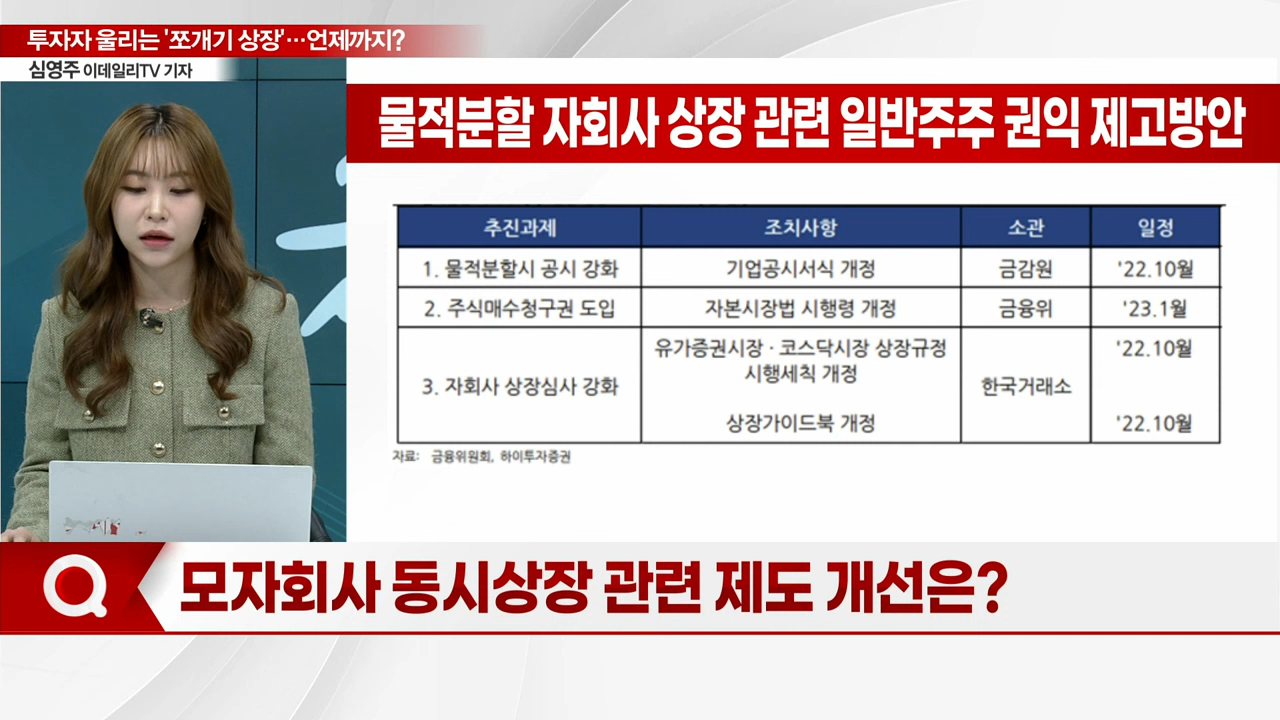 투자자 울리는 '쪼개기 상장'…언제까지?
심영주 이데일리TV 기자
물적분할 자회사 상장 관련 일반주주 권익 제고방안
추진과제 조치사항 소관 일정
1. 물적분할시 공시 강화 기업공시서식 개정 금감원 '22.10월
2. 주식매수청구권 도입 자본시장법 시행령 개정 금융위 '23.1월
3. 자회사 상장심사 강화 유가증권시장 · 코스닥시장 상장규정 시행세칙 개정 한국거래소 '22.10월
상장가이드북 개정 '22.10월
자료: 금융위원회, 하이투자증권
모자회사 동시상장 관련 제도 개선은?